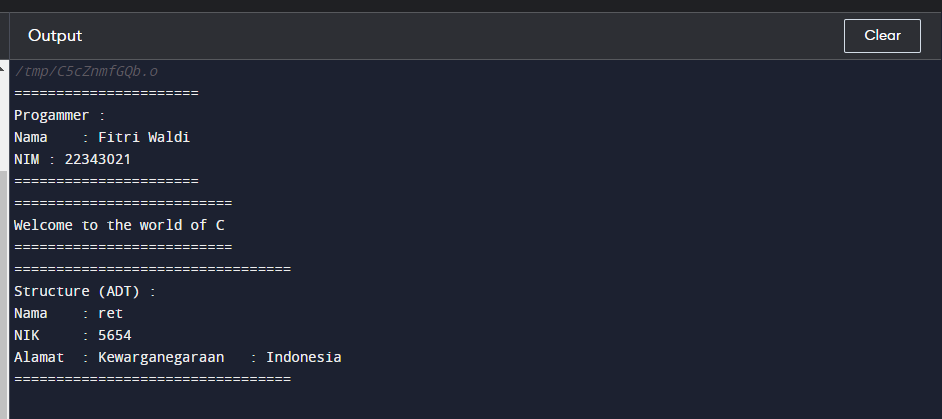 Output
Clear
/tmp/C5cZnmfGQb.o
======================
Progammer :
Nama    : Fitri Waldi
NIM : 22343021
======================
==========================
Welcome to the world of C
==========================
=================================
Structure (ADT) :
Nama    : ret
NIK     : 5654
Alamat  : Kewarganegaraan   : Indonesia
=================================